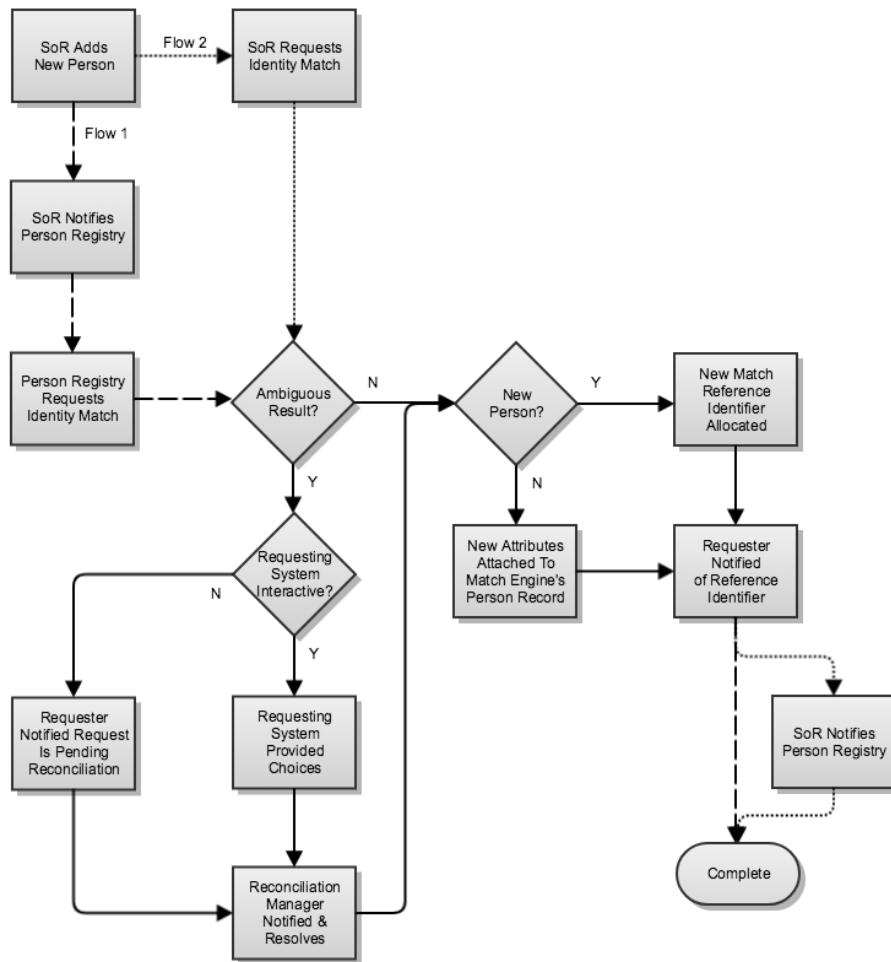 SoR Adds
New Person
Flow 2
SoR Requests
Identity Match
Flow 1
SoR Notifies
Person Registry
Person Registry
Requests
Identity Match
Ambiguous
Result?
N
New
Person?
Y
New Match
Reference
Identifier
Allocated
Y
N
Requesting
System
Interactive?
N
New Attributes
Attached To
Match Engine's
Person Record
Requester
Notified
of Reference
Identifier
Y
Requester
Notified Request
Is Pending
Reconciliation
Requesting
System
Provided
Choices
SoR Notifies
Person Registry
Reconciliation
Manager
Notified &
Resolves
Complete